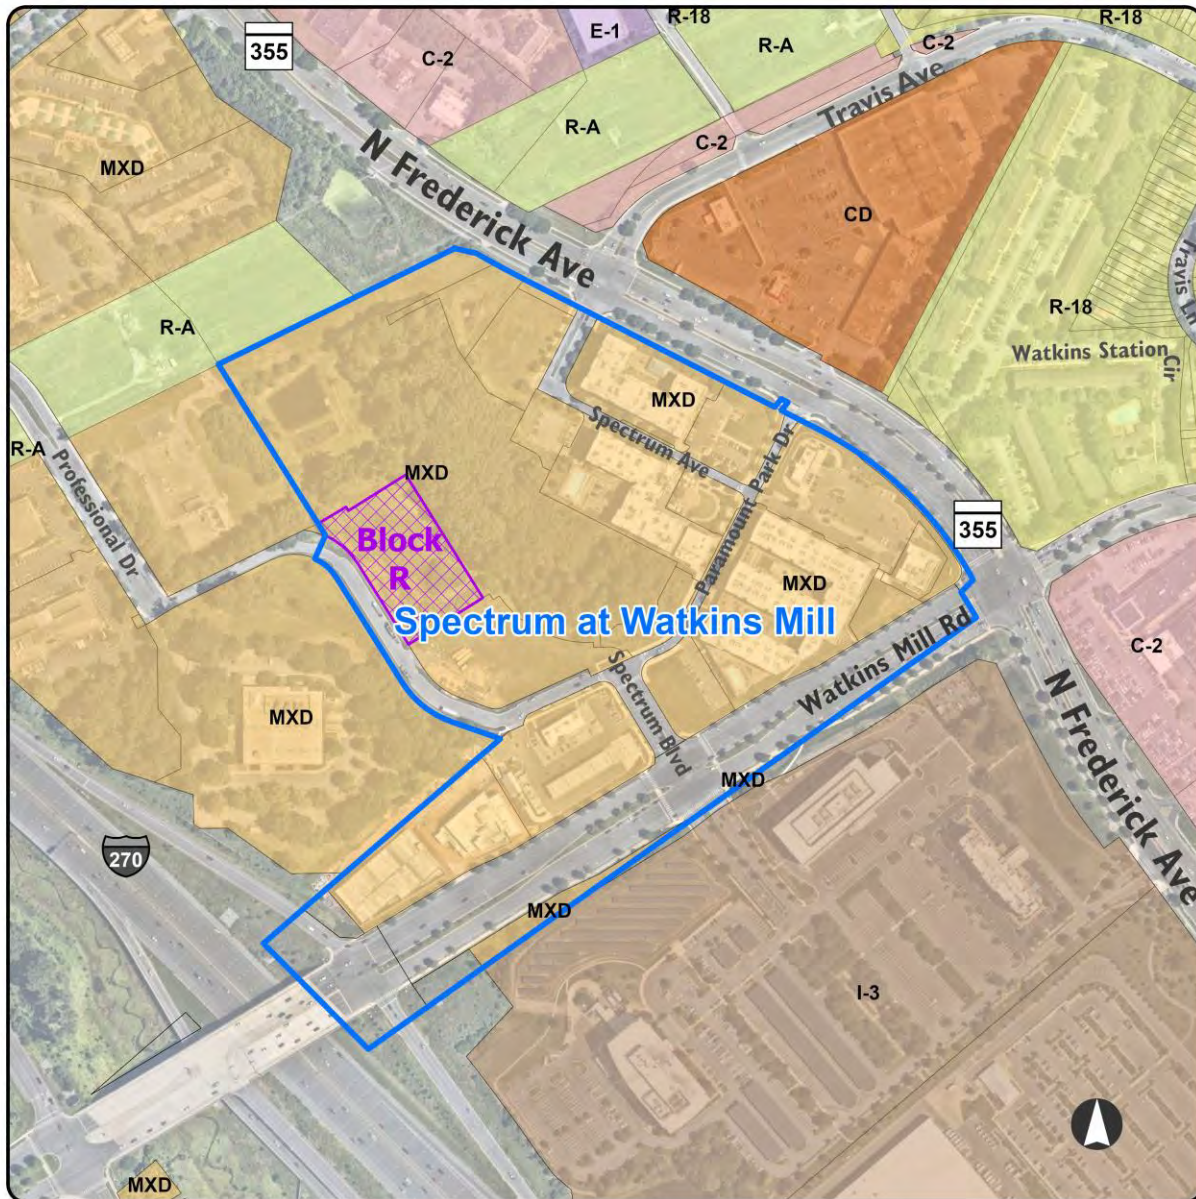 R-18
R-18
355
E-1
C-2
R-A
C-2
Travis Ave
R-A
C-2
MXD
N Frederick Ave
CD
Travis Ln
R-18
R-A
Watkins Station
Cir
MXD
Spectrum Ave
Paramount Park Dr
R-A
Professional Dr
MXD
355
Block
R
MXD
Spectrum at Watkins Mill
Watkins Mill Rd
C-2
MXD
Spectrum Blvd
N Frederick Ave
MXD
270
MXD
I-3
MXD